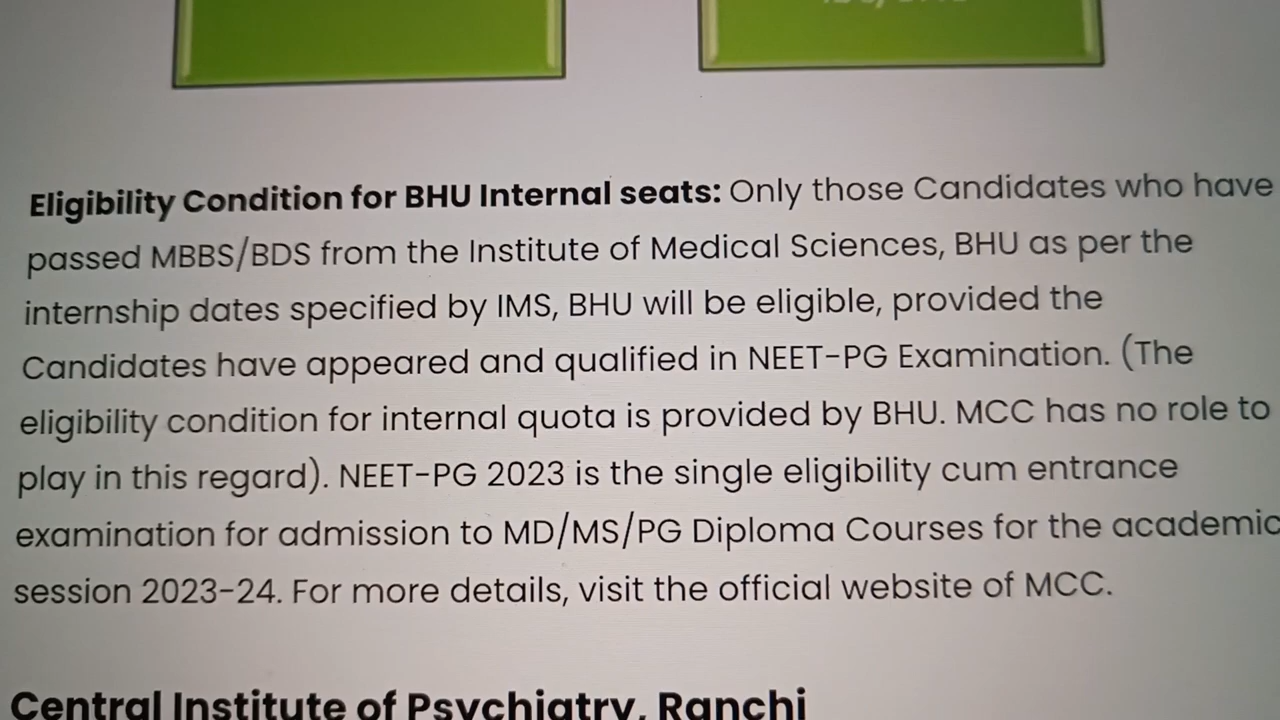 Eligibility Condition for BHU Internal seats: Only those Candidates who have
passed MBBS/BDS from the Institute of Medical Sciences, BHU as per the
internship dates specified by IMS, BHU will be eligible, provided the
Candidates have appeared and qualified in NEET-PG Examination. (The
eligibility condition for internal quota is provided by BHU. MCC has no role to
play in this regard). NEET-PG 2023 is the single eligibility cum entrance
examination for admission to MD/MS/PG Diploma Courses for the academic
session 2023-24. For more details, visit the official website of MCC.
Central Institute of Psychiatry, Ranchi